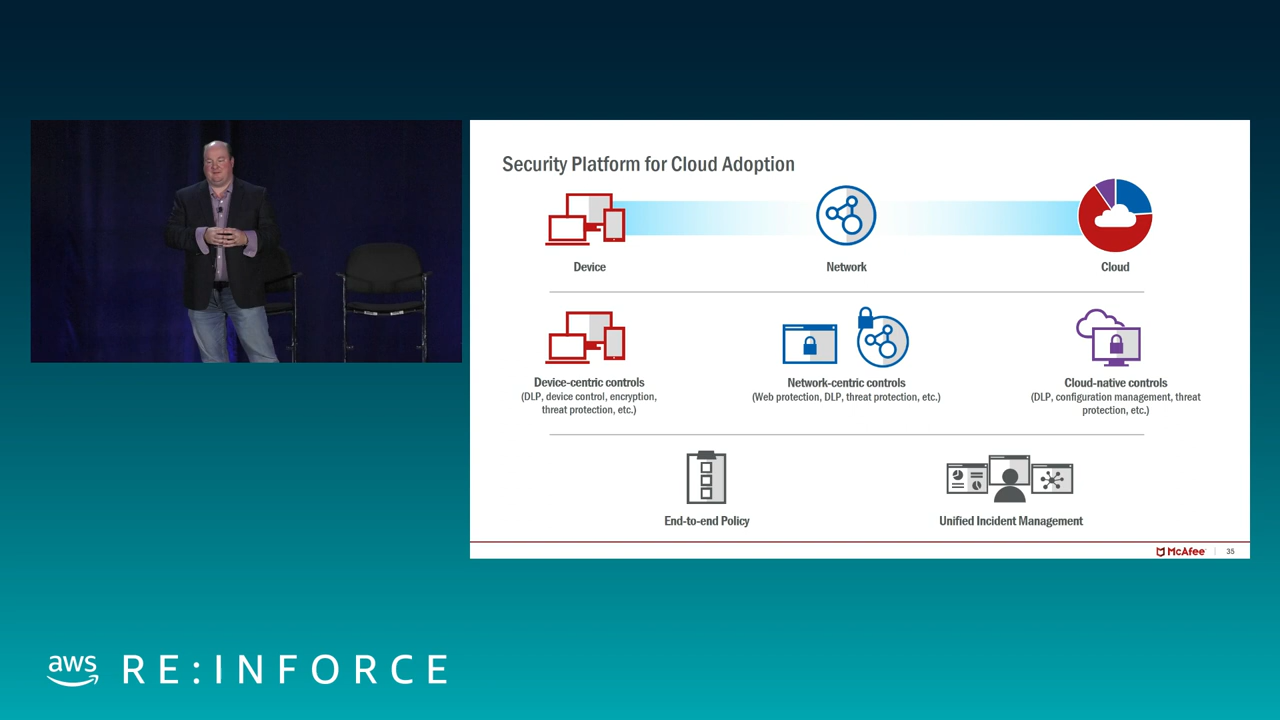 Security Platform for Cloud Adoption
Device
Network
Cloud
Device-centric controls
(DLP, device control, encryption,
threat protection, etc.)
Network-centric controls
(Web protection, DLP, threat protection, etc.)
Cloud-native controls
(DLP, configuration management, threat
protection, etc.)
End-to-end Policy
Unified Incident Management
McAfee
35
aws
RE:INFORCE